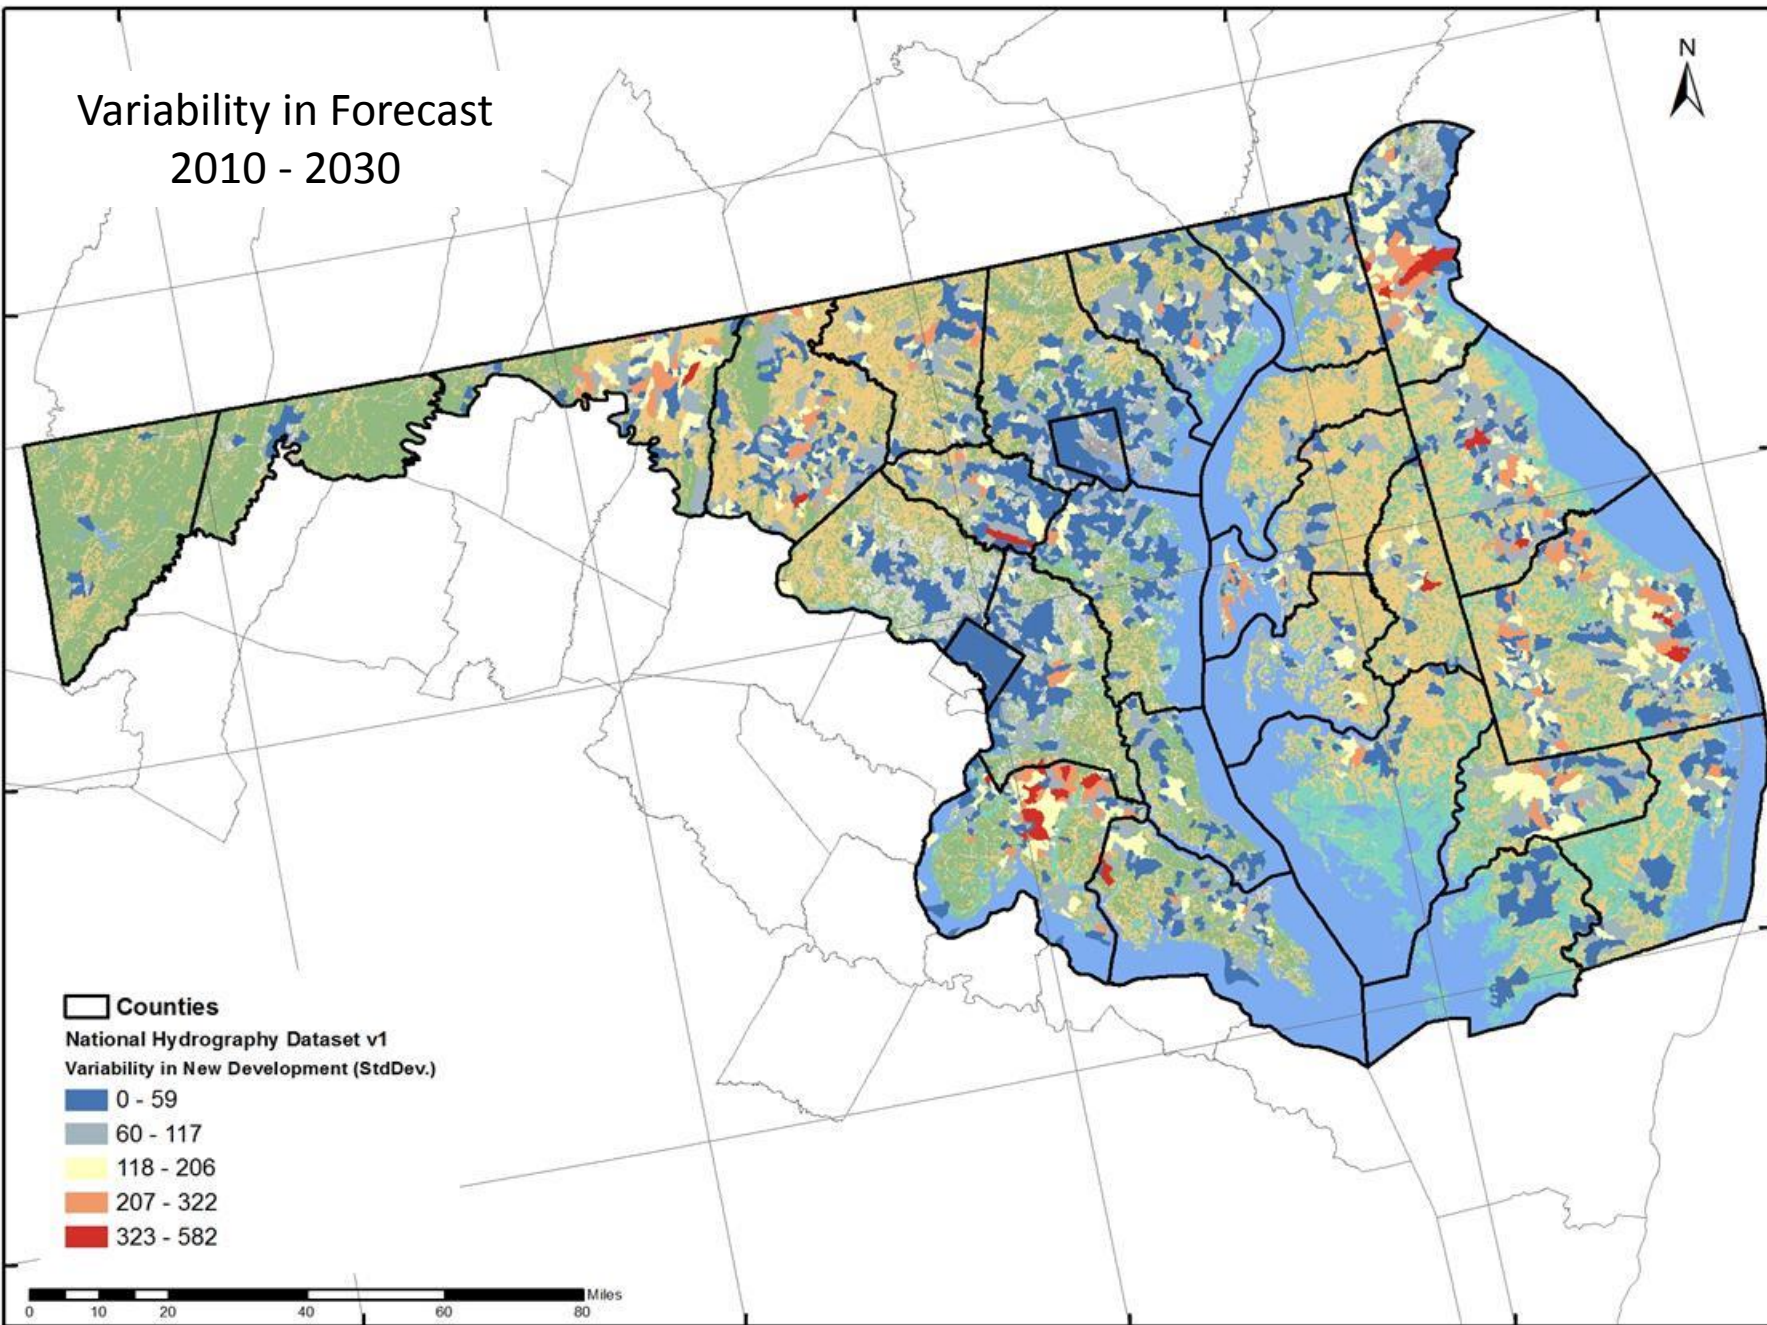 Variability in Forecast
2010 - 2030
N
Counties
National Hydrography Dataset v1
Variability in New Development (StdDev.)
0 - 59
60 - 117
118 - 206
207 - 322
323 - 582
Miles
0 10 20 40 60 80